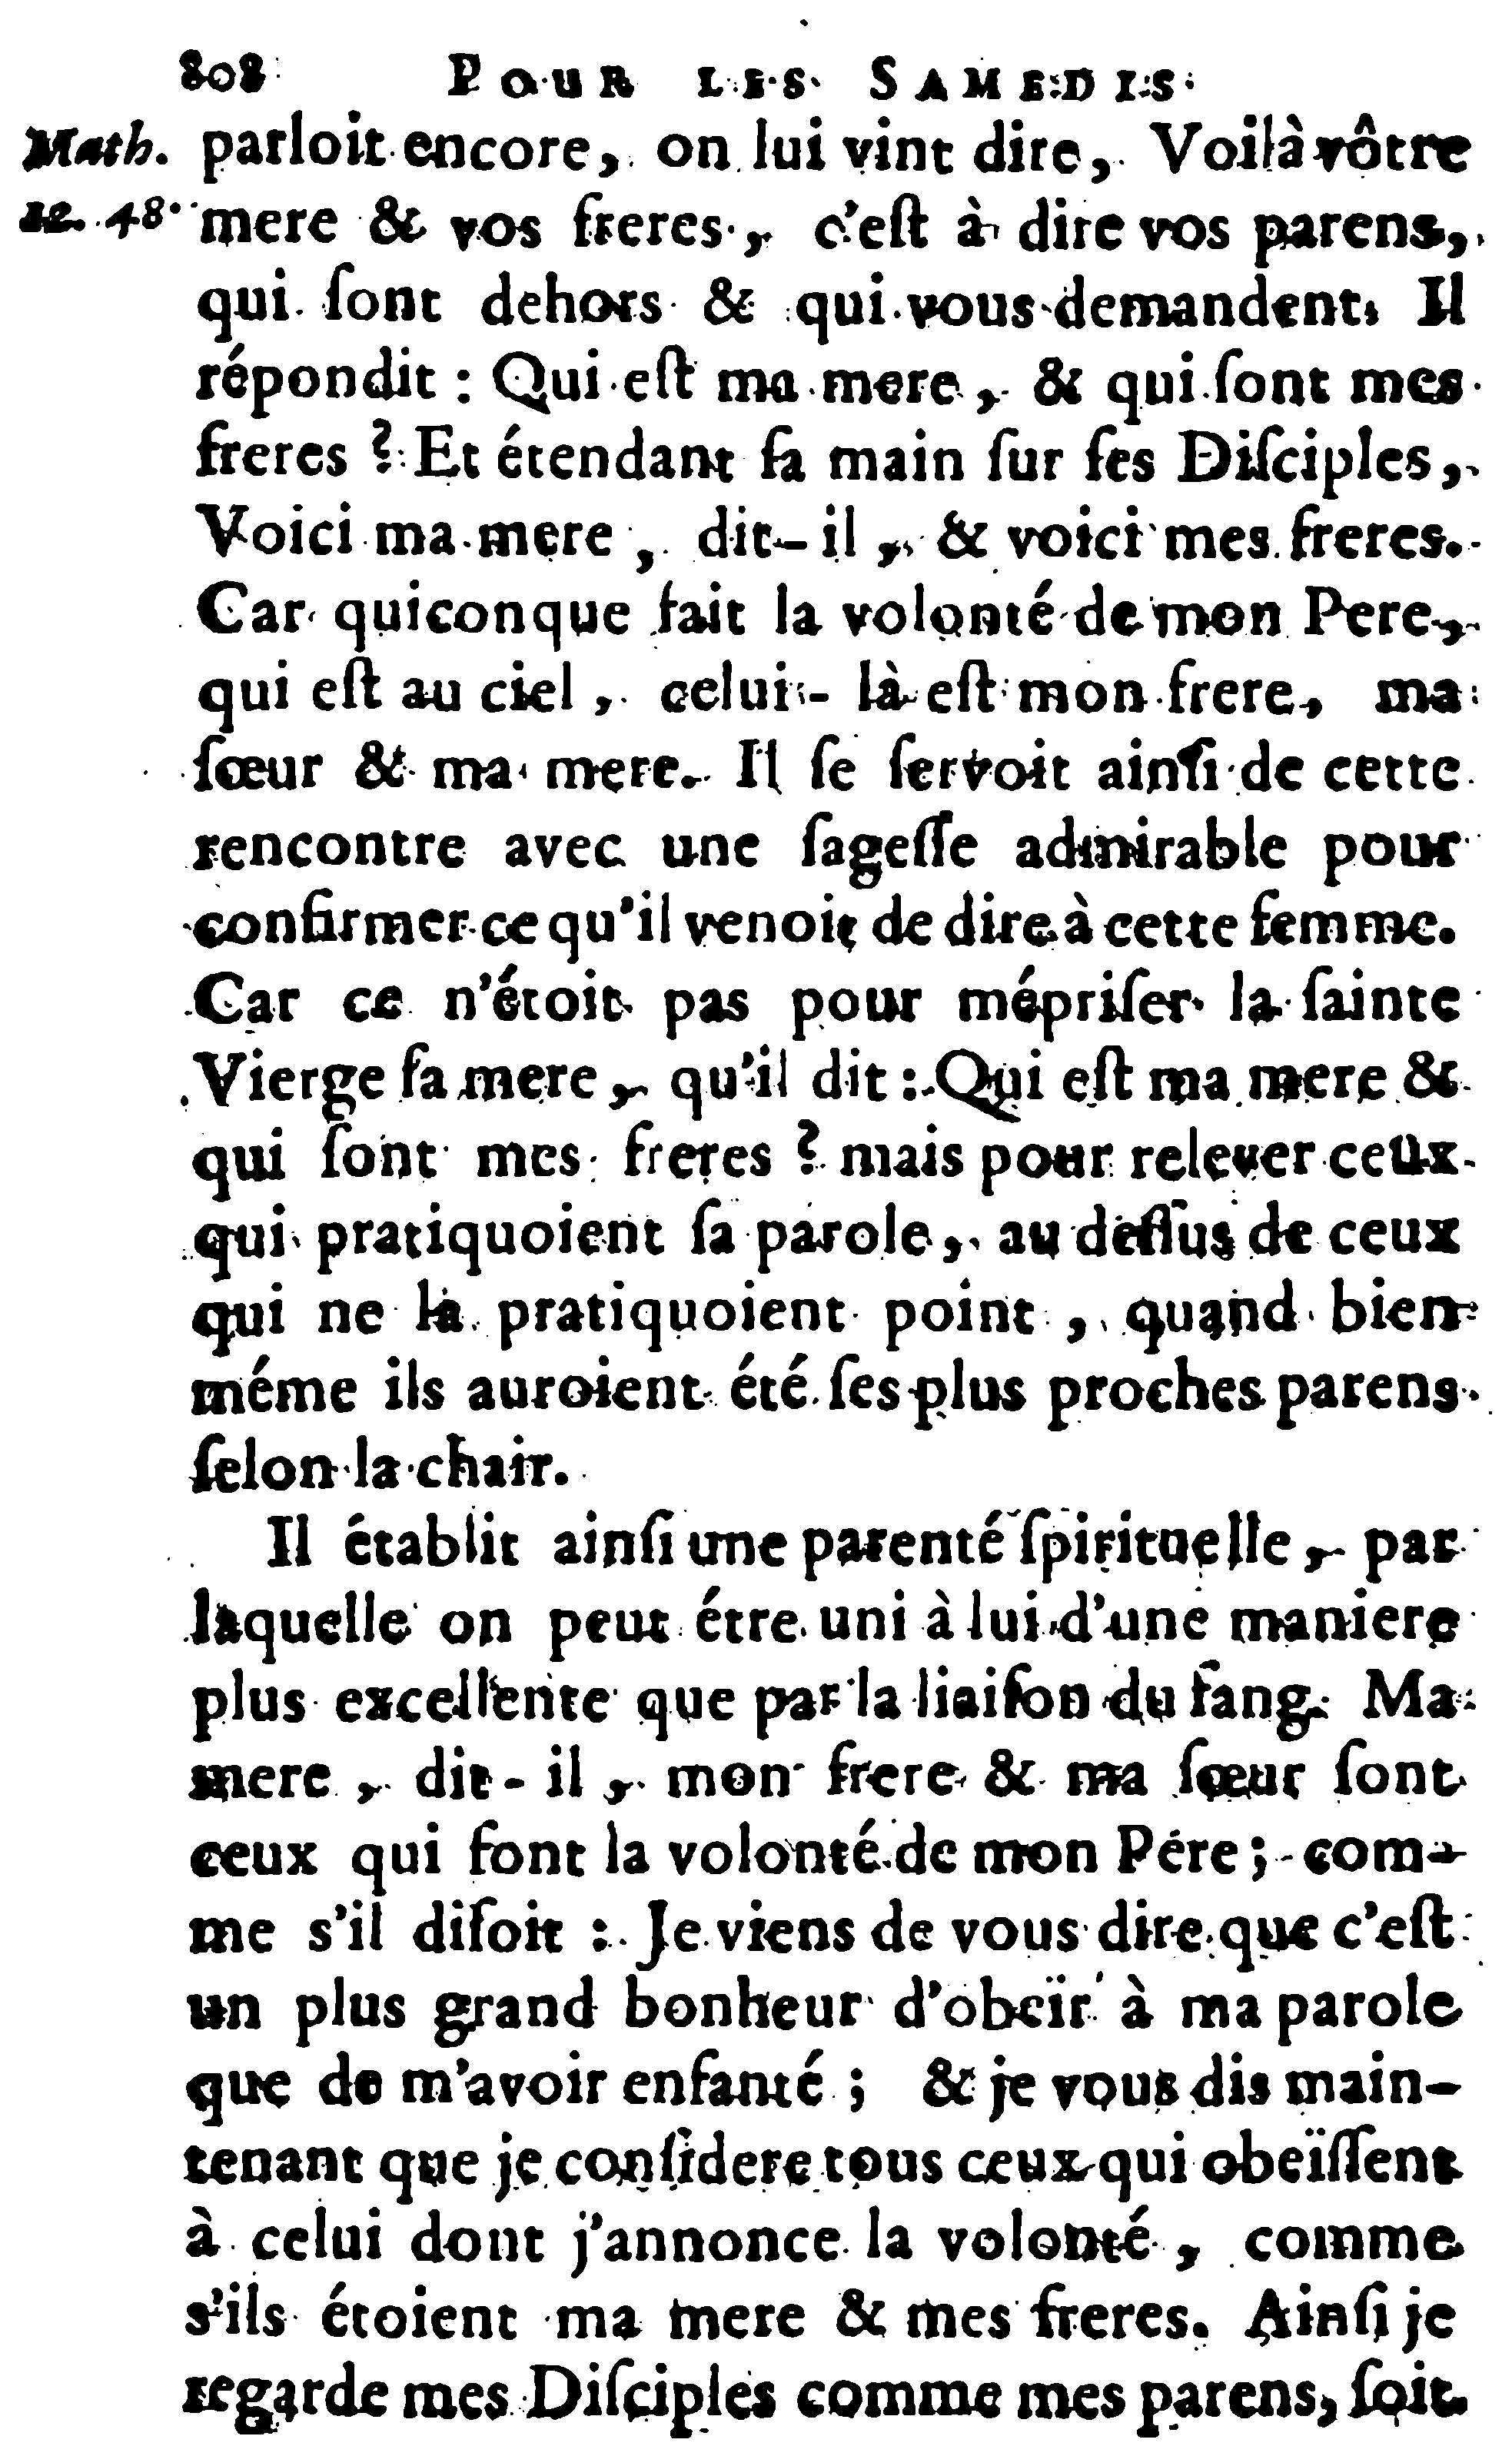 808 POUR LES SAMEDIS
Math. parloit encore, on lui vint dire, Voilà vôtre
12. 48. mere & vos freres, c'eſt à dire vos parens,
qui ſont dehors & qui vous demandent. Il
répondit : Qui eſt ma mere, & qui ſont mes
freres ? Et étendant ſa main ſur ſes Diſciples,
Voici ma mere, dit-il, & voici mes freres.
Car quiconque fait la volonté de mon Pere,
qui eſt au ciel, celui-là eſt mon frere, ma
ſœur & ma mere. Il ſe ſervoit ainſi de cette
rencontre avec une ſageſſe admirable pour
confirmer ce qu'il venoit de dire à cette femme.
Car ce n'étoit pas pour mépriſer la ſainte
Vierge ſa mere, qu'il dit : Qui eſt ma mere &
qui ſont mes freres ? mais pour relever ceux
qui pratiquoient ſa parole, au deſſus de ceux
qui ne la pratiquoient point, quand bien
méme ils auroient été ſes plus proches parens
ſelon la chair.
Il établit ainſi une parenté ſpirituelle, par
laquelle on peut étre uni à lui d'une maniere
plus excellente que par la liaiſon du ſang. Ma
mere, dit-il, mon frere & ma ſœur ſont
ceux qui font la volonté de mon Pére ; com-
me s'il diſoit : Je viens de vous dire que c'eſt
un plus grand bonheur d'obeïr à ma parole
que de m'avoir enfanté ; & je vous dis main-
tenant que je conſidere tous ceux qui obeïſſent
à celui dont j'annonce la volonté, comme
s'ils étoient ma mere & mes freres. Ainſi je
regarde mes Diſciples comme mes parens, ſoit